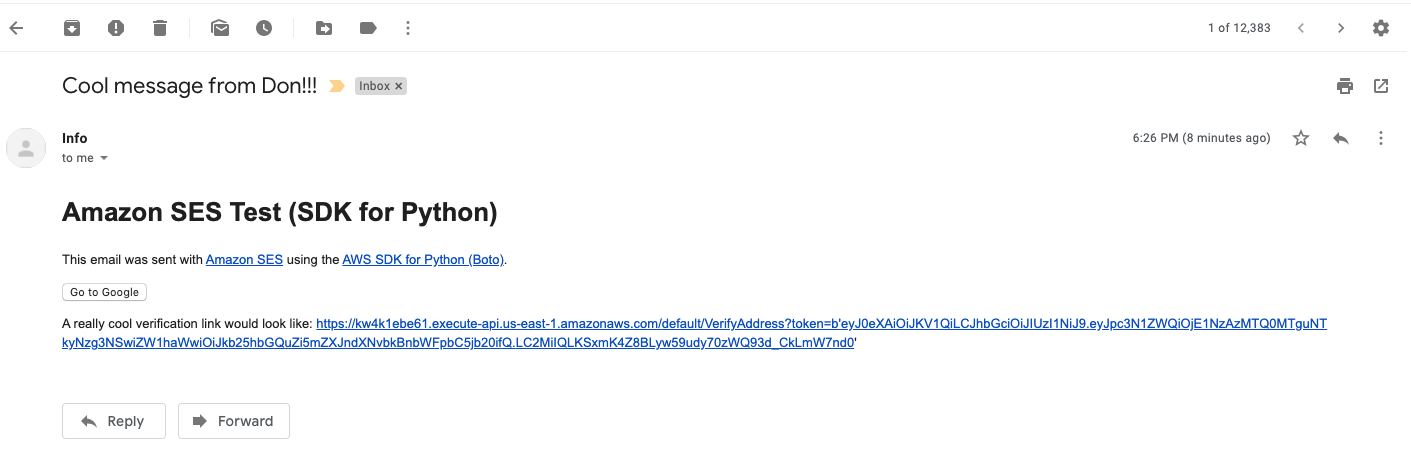 1 of 12,383
Cool message from Don!!! Inbox x
Info 6:26 PM (8 minutes ago)
to me
Amazon SES Test (SDK for Python)
This email was sent with Amazon SES using the AWS SDK for Python (Boto).
Go to Google
A really cool verification link would look like: https://kw4k1ebe61.execute-api.us-east-1.amazonaws.com/default/VerifyAddress?token=b'eyJ0eXAiOiJKV1QiLCJhbGciOiJIUzI1NiJ9.eyJpc3N1ZWQiOjE1NzAzMTQ0MTguNT
kyNzg3NSwiZW1haWwiOiJkb25hbGQuZi5mZXJndXNvbkBnbWFpbC5jb20ifQ.LC2MiIQLKSxmK4Z8BLyw59udy70zWQ93d_CkLmW7nd0'
Reply Forward